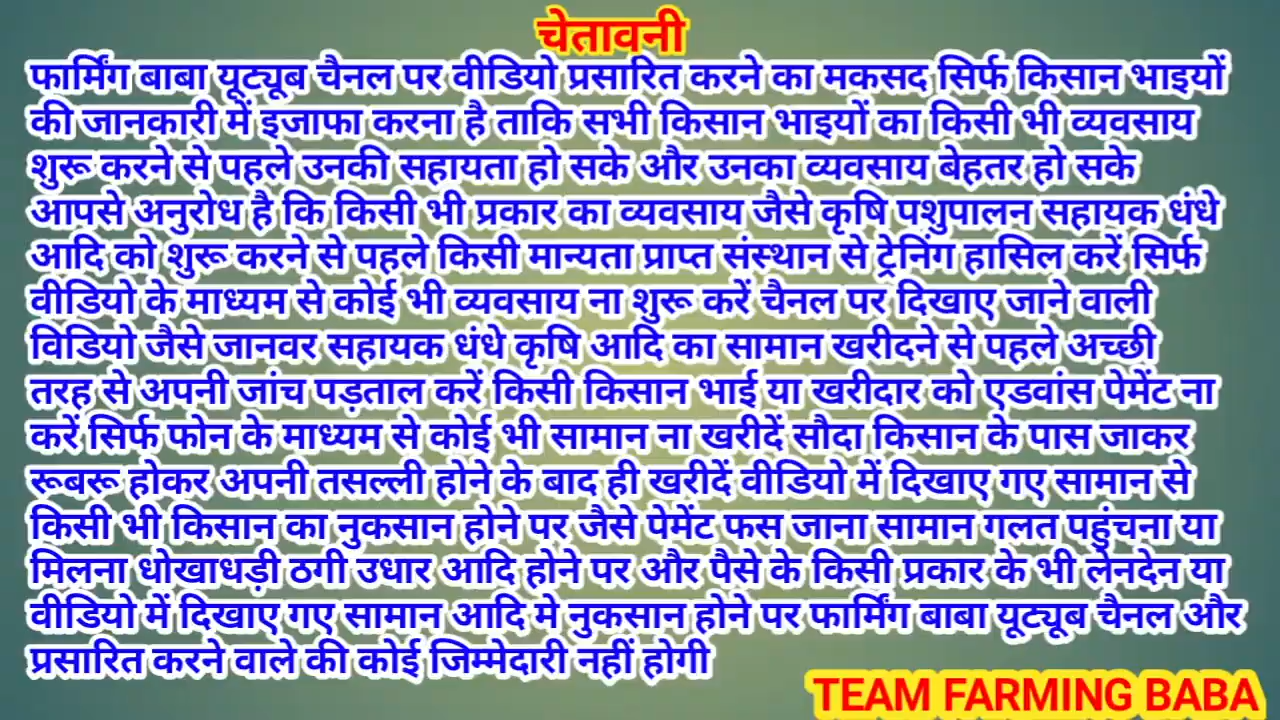 चेतावनी
फार्मिंग बाबा यूट्यूब चैनल पर वीडियो प्रसारित करने का मकसद सिर्फ किसान भाइयों
की जानकारी में इजाफा करना है ताकि सभी किसान भाइयों का किसी भी व्यवसाय
शुरू करने से पहले उनकी सहायता हो सके और उनका व्यवसाय बेहतर हो सके
आपसे अनुरोध है कि किसी भी प्रकार का व्यवसाय जैसे कृषि पशुपालन सहायक धंधे
आदि को शुरू करने से पहले किसी मान्यता प्राप्त संस्थान से ट्रेनिंग हासिल करें सिर्फ
वीडियो के माध्यम से कोई भी व्यवसाय ना शुरू करें चैनल पर दिखाए जाने वाली
विडियो जैसे जानवर सहायक धंधे कृषि आदि का सामान खरीदने से पहले अच्छी
तरह से अपनी जांच पड़ताल करें किसी किसान भाई या खरीदार को एडवांस पेमेंट ना
करें सिर्फ फोन के माध्यम से कोई भी सामान ना खरीदें सौदा किसान के पास जाकर
रूबरू होकर अपनी तसल्ली होने के बाद ही खरीदें वीडियो में दिखाए गए सामान से
किसी भी किसान का नुकसान होने पर जैसे पेमेंट फस जाना सामान गलत पहुंचना या
मिलना धोखाधड़ी ठगी उधार आदि होने पर और पैसे के किसी प्रकार के भी लेनदेन या
वीडियो में दिखाए गए सामान आदि मे नुकसान होने पर फार्मिंग बाबा यूट्यूब चैनल और
प्रसारित करने वाले की कोई जिम्मेदारी नहीं होगी
TEAM FARMING BABA